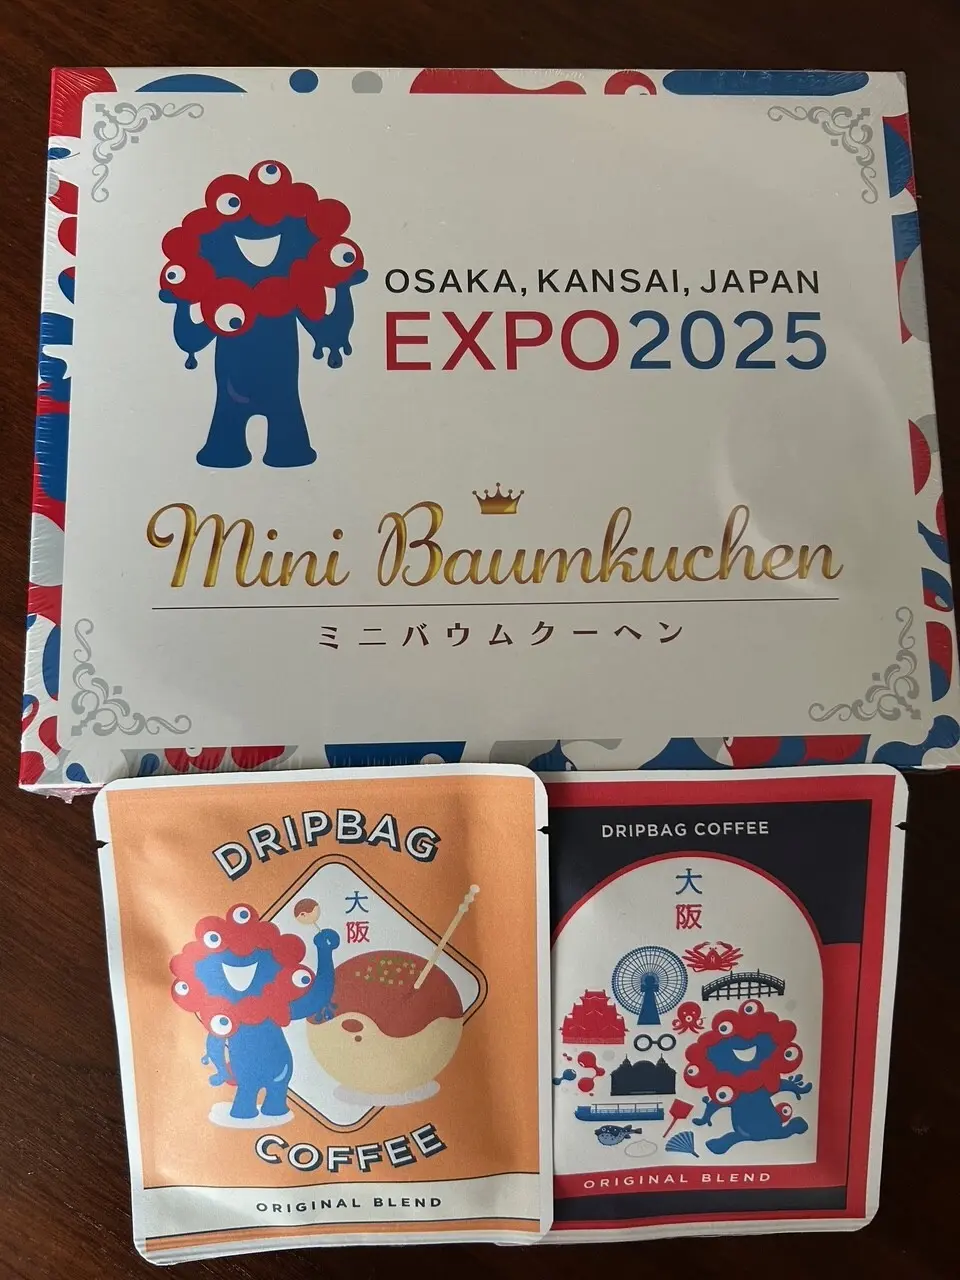 OSAKA, KANSAI, JAPAN
EXPO2025
Mini Baumkuchen
ミニバウムクーヘン
DRIPBAG
大
阪
COFFEE
ORIGINAL BLEND
DRIPBAG COFFEE
大
阪
ORIGINAL BLEND